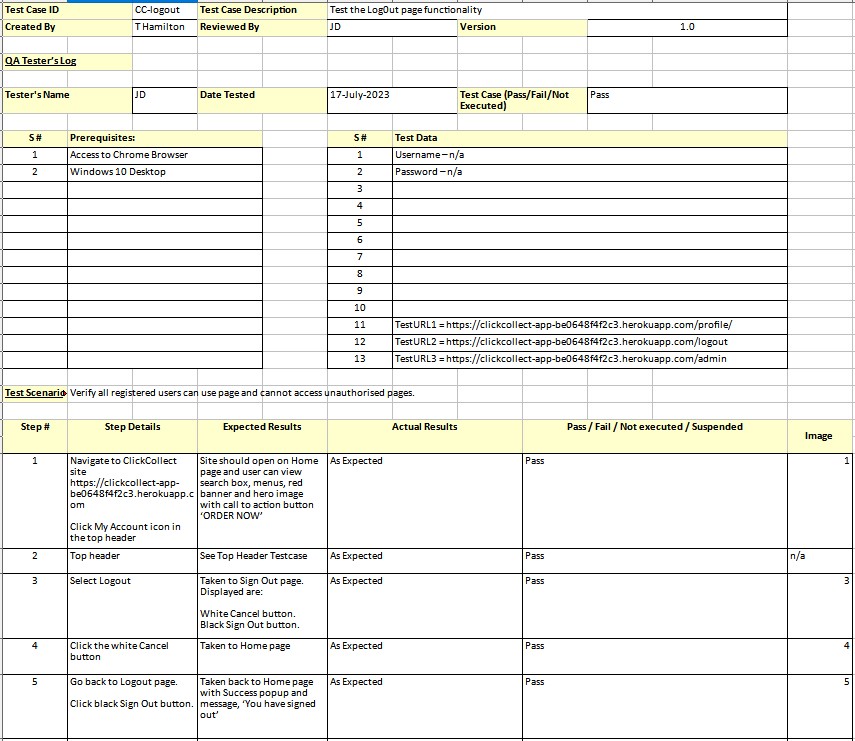 Test Case ID CC-logout Test Case Description Test the LogOut page functionality
Created By T Hamilton Reviewed By JD Version 1.0
QA Tester's Log
Tester's Name JD Date Tested 17-July-2023 Test Case (Pass/Fail/Not
Executed) Pass
S # Prerequisites: S # Test Data
1 Access to Chrome Browser 1 Username – n/a
2 Windows 10 Desktop 2 Password – n/a
3
4
5
6
7
8
9
10
11 TestURL1 = https://clickcollect-app-be0648f4f2c3.herokuapp.com/profile/
12 TestURL2 = https://clickcollect-app-be0648f4f2c3.herokuapp.com/logout
13 TestURL3 = https://clickcollect-app-be0648f4f2c3.herokuapp.com/admin
Test Scenario Verify all registered users can use page and cannot access unauthorised pages.
Step # Step Details Expected Results Actual Results Pass / Fail / Not executed / Suspended Image
1 Navigate to ClickCollect Site should open on Home As Expected Pass 1
site page and user can view
https://clickcollect-app- search box, menus, red
be0648f4f2c3.herokuapp.c banner and hero image
om with call to action button
'ORDER NOW'
Click My Account icon in
the top header
2 Top header See Top Header Testcase As Expected Pass n/a
3 Select Logout Taken to Sign Out page. As Expected Pass 3
Displayed are:
White Cancel button.
Black Sign Out button.
4 Click the white Cancel Taken to Home page As Expected Pass 4
button
5 Go back to Logout page. Taken back to Home page As Expected Pass 5
with Success popup and
Click black Sign Out button. message, 'You have signed
out'